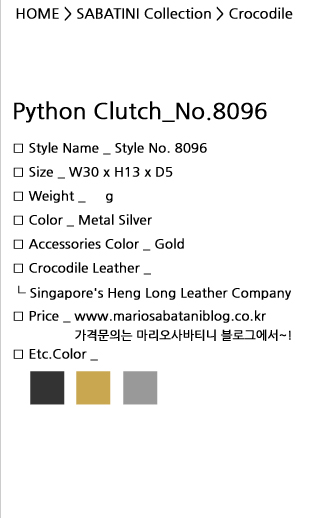 HOME > SABATINI Collection > Crocodile
Python Clutch_No.8096
□ Style Name _ Style No. 8096
□ Size _ W30 x H13 x D5
□ Weight _ g
□ Color _ Metal Silver
□ Accessories Color _ Gold
□ Crocodile Leather _
└ Singapore's Heng Long Leather Company
□ Price _ www.mariosabataniblog.co.kr
가격문의는 마리오사바티니 블로그에서~!
□ Etc.Color _